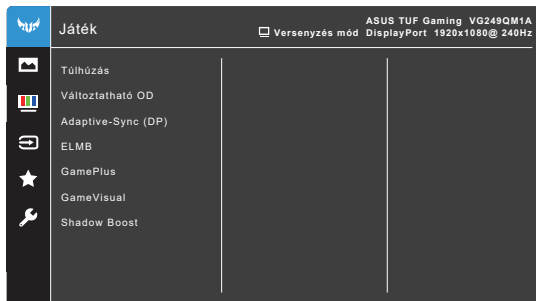 Játék
ASUS TUF Gaming VG249QM1A
Versenyzés mód DisplayPort 1920x1080@ 240Hz
Túlhúzás
Változtatható OD
Adaptive-Sync (DP)
ELMB
GamePlus
GameVisual
Shadow Boost